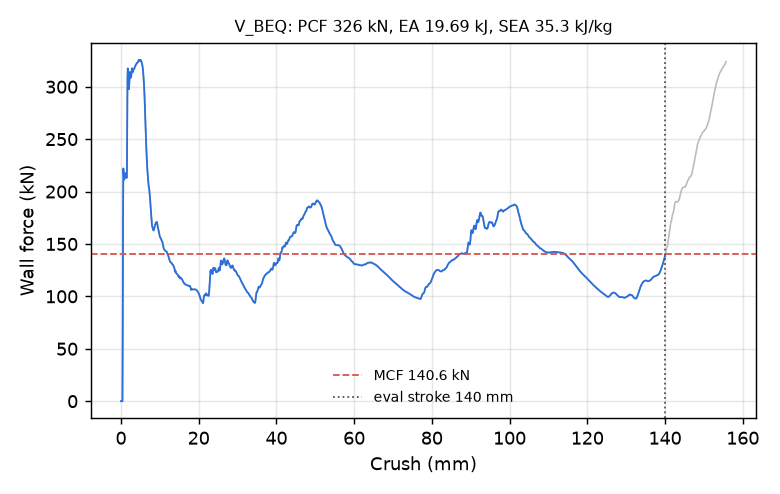 V_BEQ: PCF 326 kN, EA 19.69 kJ, SEA 35.3 kJ/kg
Wall force (kN)
300
250
200
150
100
50
0
MCF 140.6 kN
eval stroke 140 mm
0 20 40 60 80 100 120 140 160
Crush (mm)